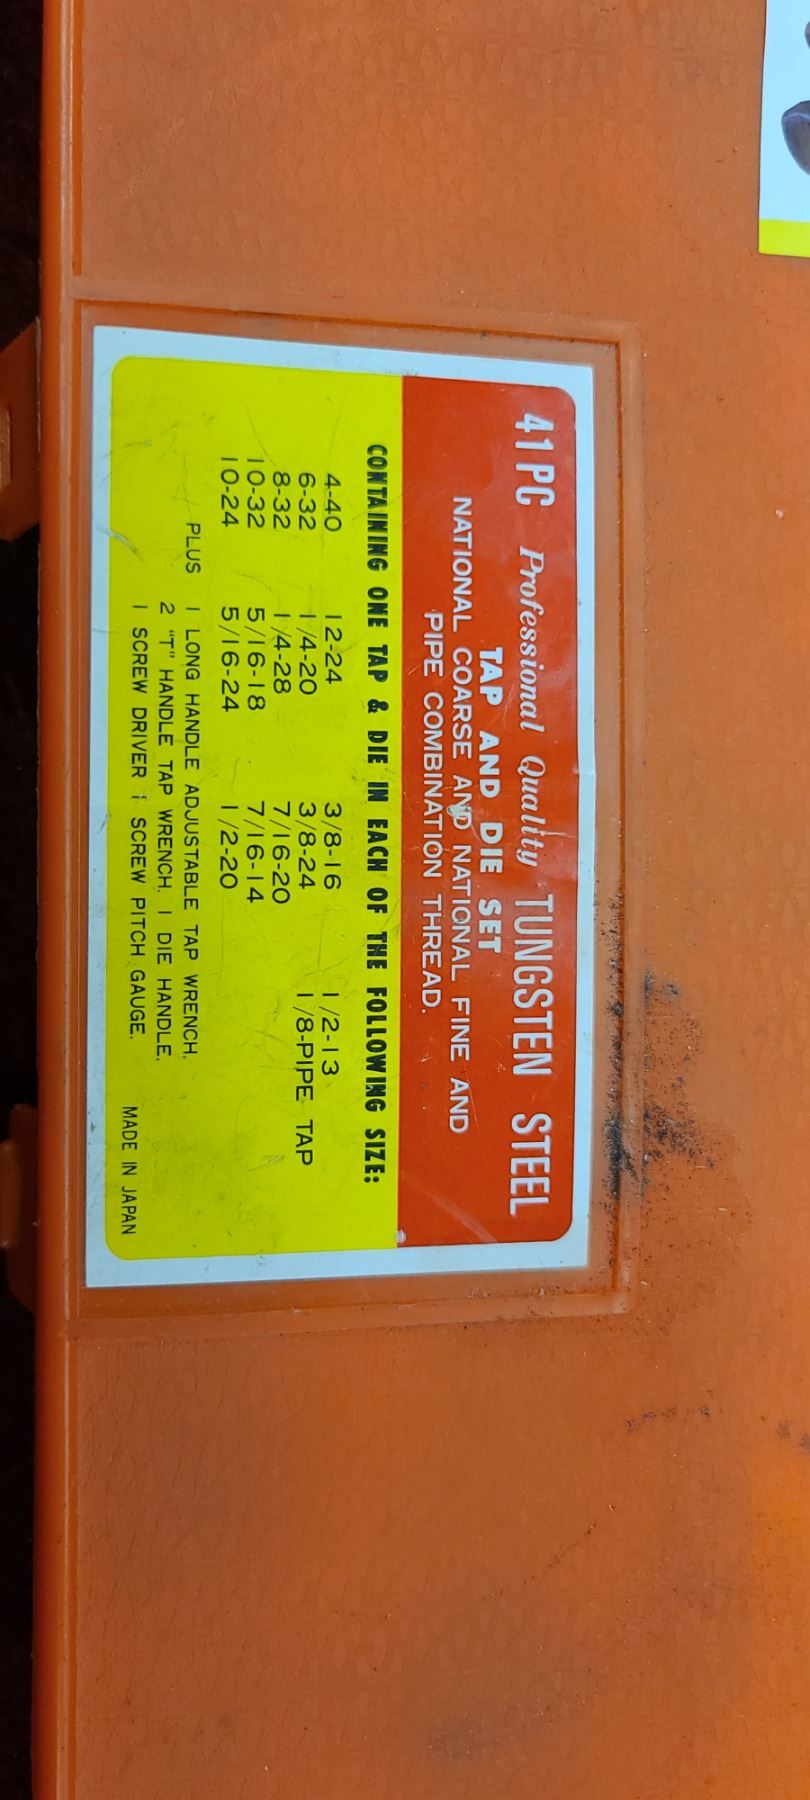 41 PC Professional Quality TUNGSTEN STEEL
TAP AND DIE SET
NATIONAL COARSE AND NATIONAL FINE AND
PIPE COMBINATION THREAD.
CONTAINING ONE TAP & DIE IN EACH OF THE FOLLOWING SIZE:
4-40 12-24 3/8-16 1/2-13
6-32 1/4-20 3/8-24 1/8-PIPE TAP
8-32 1/4-28 7/16-20
10-32 5/16-18 7/16-14
10-24 5/16-24 1/2-20
PLUS 1 LONG HANDLE ADJUSTABLE TAP WRENCH.
2 "T" HANDLE TAP WRENCH. 1 DIE HANDLE.
1 SCREW DRIVER 1 SCREW PITCH GAUGE.
MADE IN JAPAN